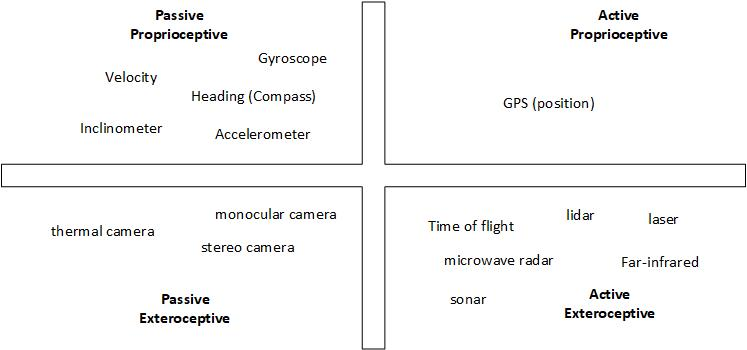 Passive
Proprioceptive
Gyroscope
Velocity
Heading (Compass)
Inclinometer
Accelerometer
Active
Proprioceptive
GPS (position)
thermal camera
monocular camera
stereo camera
Passive
Exteroceptive
Time of flight
lidar
laser
microwave radar
Far-infrared
sonar
Active
Exteroceptive